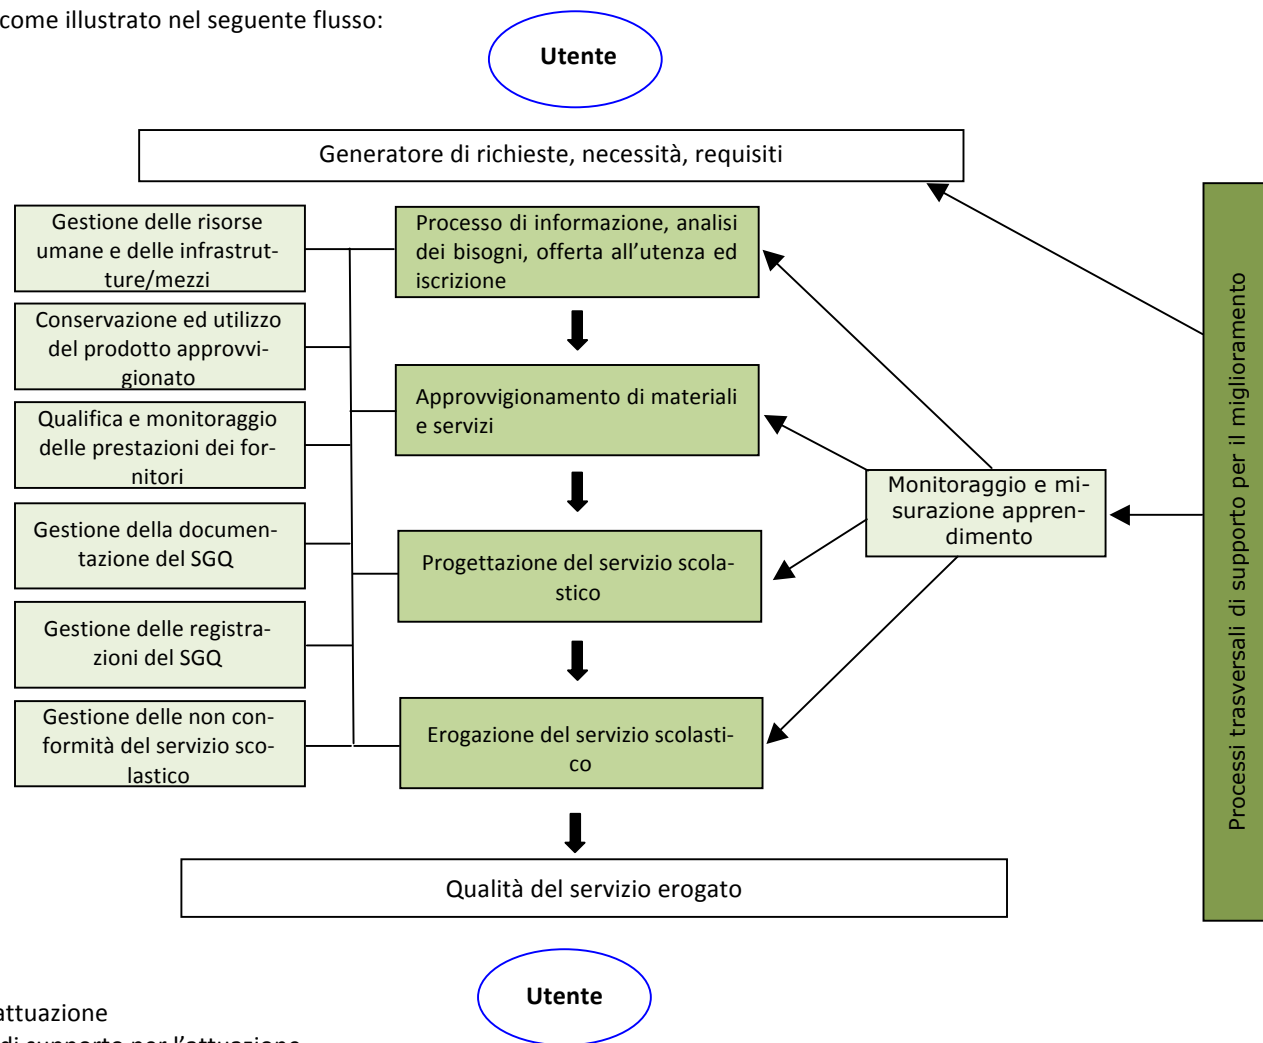 come illustrato nel seguente flusso:
Utente
Generatore di richieste, necessità, requisiti
Gestione delle risorse
umane e delle infrastrut-
ture/mezzi
Processo di informazione, analisi
dei bisogni, offerta all'utenza ed
iscrizione
Conservazione ed utilizzo
del prodotto approvvi-
gionato
Approvvigionamento di materiali
e servizi
Qualifica e monitoraggio
delle prestazioni dei for-
nitori
Monitoraggio e mi-
surazione appren-
dimento
Processi trasversali di supporto per il miglioramento
Gestione della documen-
tazione del SGQ
Progettazione del servizio scola-
stico
Gestione delle registra-
zioni del SGQ
Gestione delle non con-
formità del servizio sco-
lastico
Erogazione del servizio scolasti-
co
Qualità del servizio erogato
Utente
attuazione
di supporto per l'attuazione